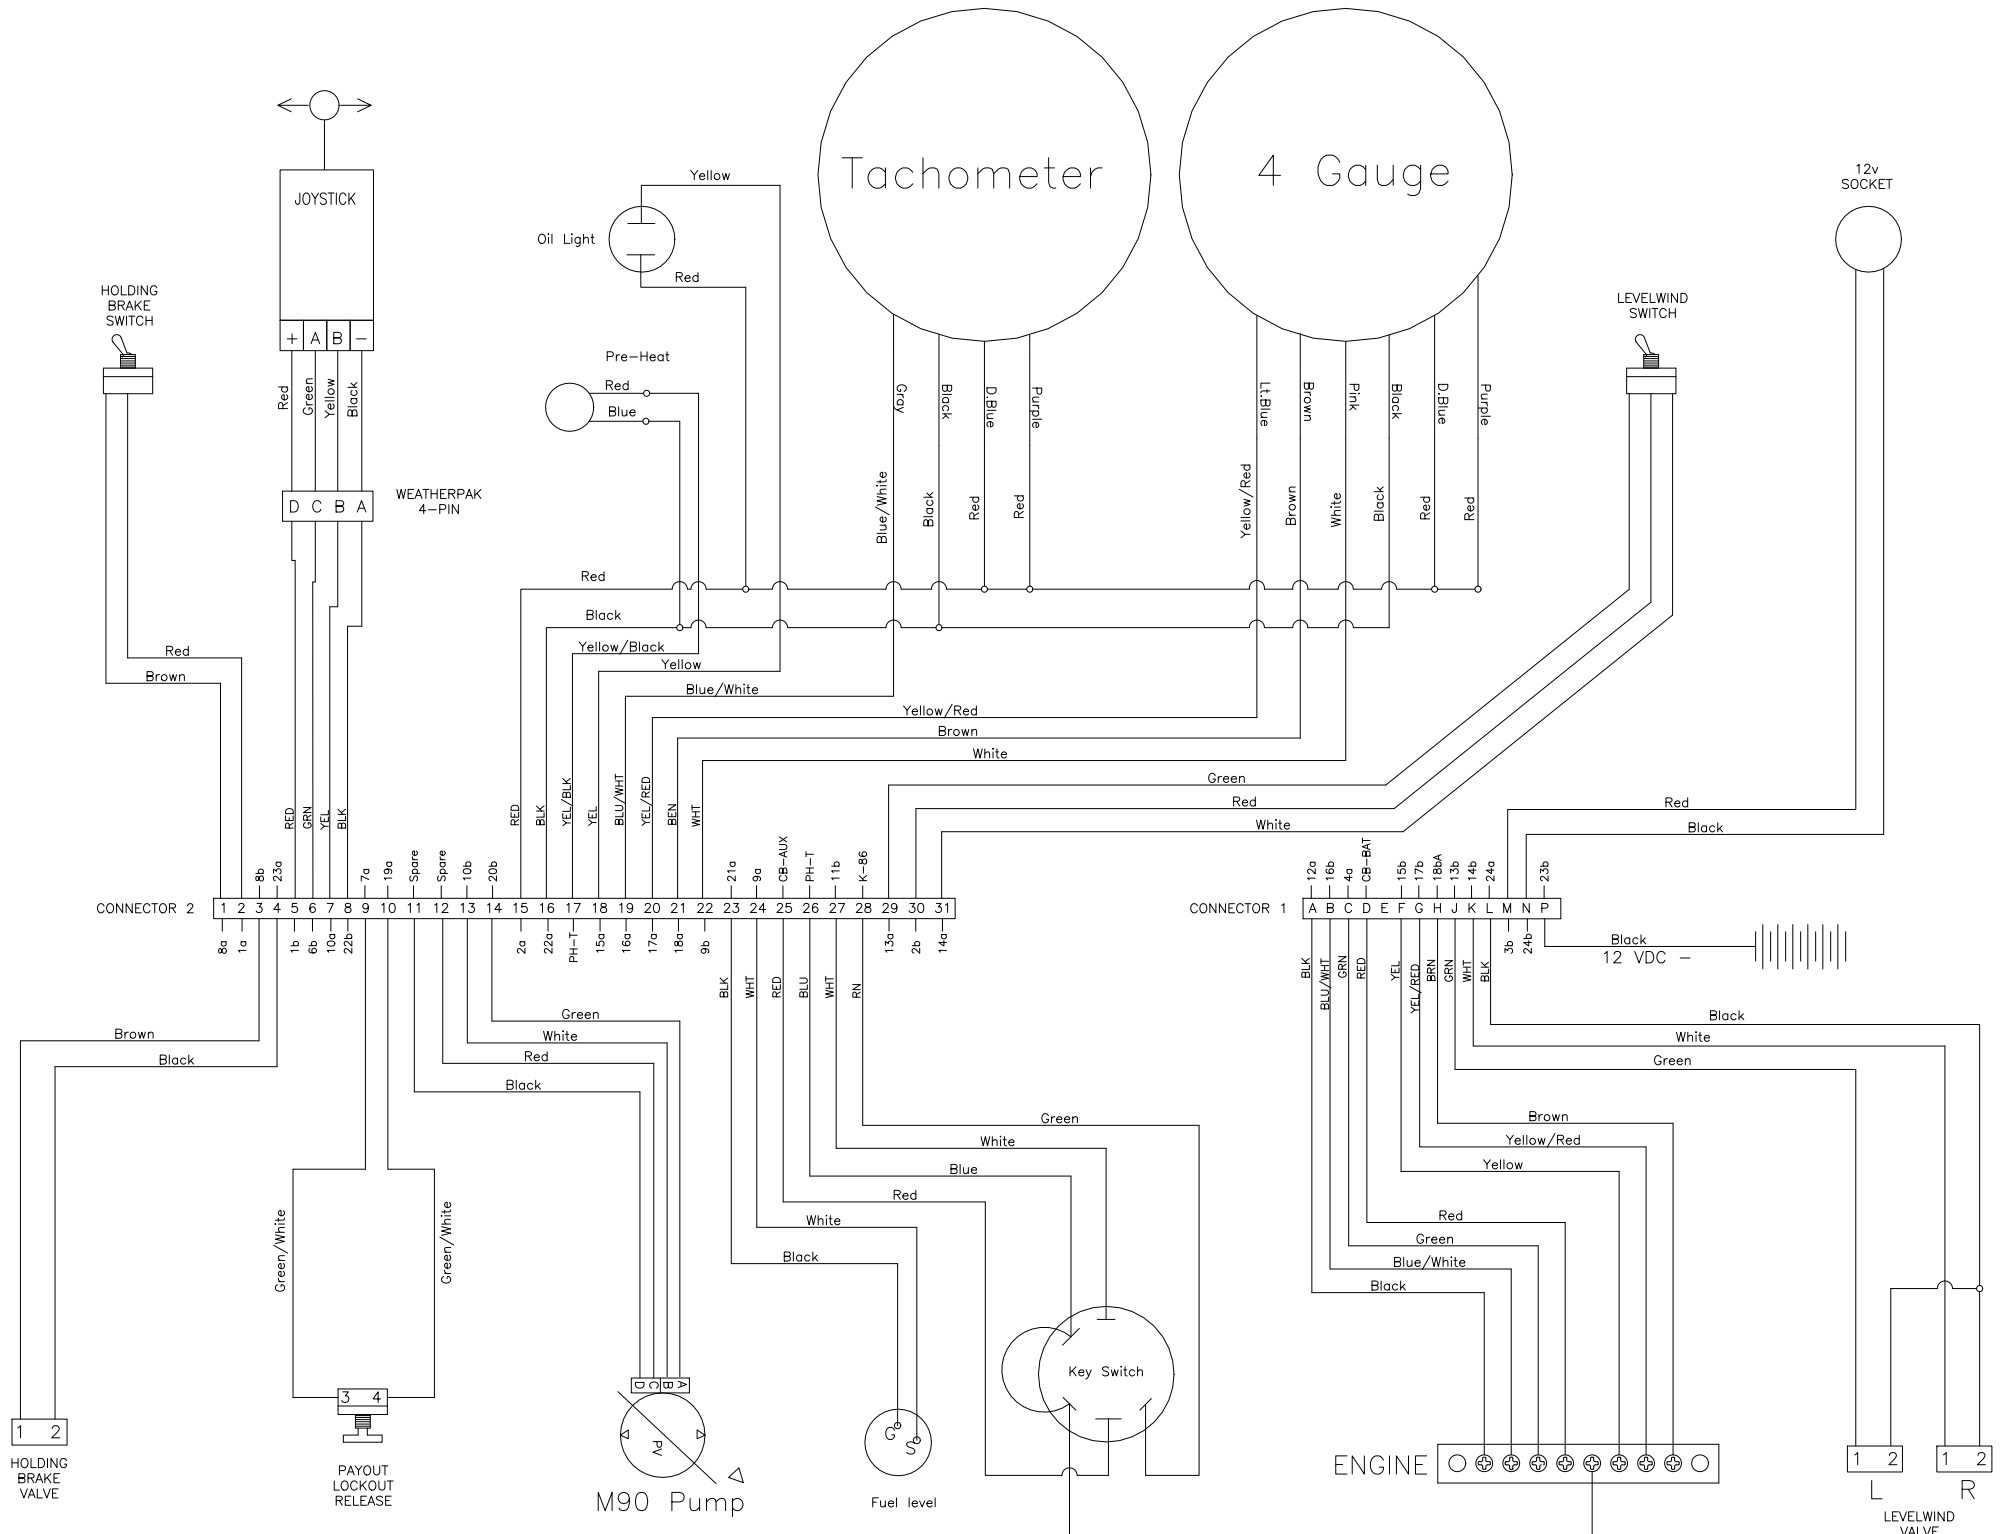 Tachometer
4 Gauge
12v
SOCKET
JOYSTICK
+ A B −
Yellow
Oil Light
Red
HOLDING
BRAKE
SWITCH
LEVELWIND
SWITCH
Pre-Heat
Red
Blue
Red
Green
Yellow
Black
Gray
Black
D.Blue
Purple
Lt.Blue
Brown
Pink
Black
D.Blue
Purple
D C B A
WEATHERPAK
4-PIN
Blue/White
Black
Red
Red
Yellow/Red
Brown
White
Black
Red
Red
Red
Black
Yellow/Black
Yellow
Blue/White
Yellow/Red
Brown
White
Red
Brown
Green
Red
White
Red
Black
RED
GRN
YEL
BLK
RED
BLK
YEL/BLK
YEL
BLU/WHT
YEL/RED
BEN
WHT
8b
23a
7a
19a
Spare
Spare
10b
20b
21a
9a
CB-AUX
PH-T
11b
K-86
12a
16b
4a
CB-BAT
15b
17b
18bA
13b
14b
24a
23b
CONNECTOR 2
1 2 3 4 5 6 7 8 9 10 11 12 13 14 15 16 17 18 19 20 21 22 23 24 25 26 27 28 29 30 31
CONNECTOR 1
A B C D E F G H J K L M N P
8a
1a
1b
6b
10a
22b
2a
22a
PH-T
15a
16a
17a
18a
9b
13a
2b
14a
3b
24b
Black
12 VDC −
BLK
WHT
RED
BLU
WHT
RN
BLK
BLU/WHT
GRN
RED
YEL
YEL/RED
BRN
GRN
WHT
BLK
Brown
Black
Green
White
Red
Black
Black
White
Green
Green
White
Blue
Red
White
Black
Brown
Yellow/Red
Yellow
Red
Green
Blue/White
Black
Green/White
Green/White
3 4
PAYOUT
LOCKOUT
RELEASE
1 2
HOLDING
BRAKE
VALVE
D C B A
PV
M90 Pump
G
S
Fuel level
Key Switch
ENGINE
1 2
L
1 2
R
LEVELWIND
VALVE